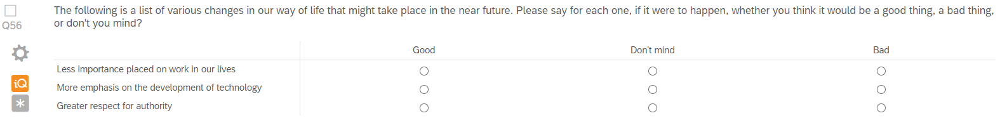 The following is a list of various changes in our way of life that might take place in the near future. Please say for each one, if it were to happen, whether you think it would be a good thing, a bad thing,
Q56
or don't you mind?
Good Don't mind Bad
Less importance placed on work in our lives
iQ
More emphasis on the development of technology
*
Greater respect for authority